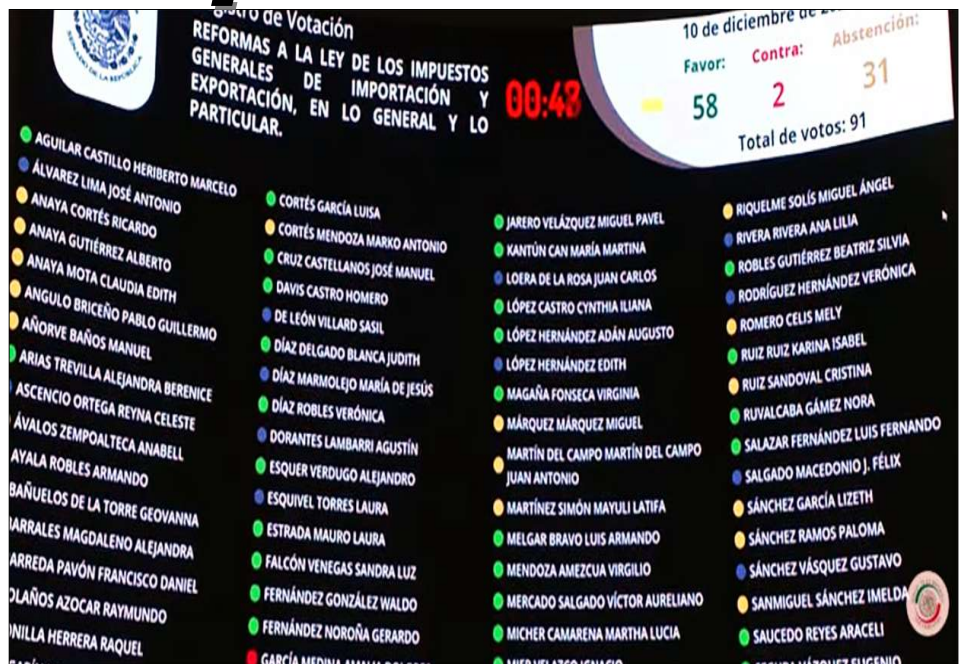 de Votación
REFORMAS A LA LEY DE LOS IMPUESTOS
GENERALES DE IMPORTACIÓN Y
EXPORTACIÓN, EN LO GENERAL Y LO
PARTICULAR.
10 de diciembre de
Favor: Contra: Abstención:
58 2 31
Total de votos: 91
AGUILAR CASTILLO HERIBERTO MARCELO
ÁLVAREZ LIMA JOSÉ ANTONIO
ANAYA CORTÉS RICARDO
ANAYA GUTIÉRREZ ALBERTO
ANAYA MOTA CLAUDIA EDITH
ANGULO BRICEÑO PABLO GUILLERMO
AÑORVE BAÑOS MANUEL
ARIAS TREVILLA ALEJANDRA BERENICE
ASCENCIO ORTEGA REYNA CELESTE
ÁVALOS ZEMPOALTECA ANABELL
AYALA ROBLES ARMANDO
BAÑUELOS DE LA TORRE GEOVANNA
BARRALES MAGDALENO ALEJANDRA
ARREDA PAVÓN FRANCISCO DANIEL
OLAÑOS AZOCAR RAYMUNDO
ONILLA HERRERA RAQUEL
CORTÉS GARCÍA LUISA
CORTÉS MENDOZA MARKO ANTONIO
CRUZ CASTELLANOS JOSÉ MANUEL
DAVIS CASTRO HOMERO
DE LEÓN VILLARD SASIL
DÍAZ DELGADO BLANCA JUDITH
DÍAZ MARMOLEJO MARÍA DE JESÚS
DÍAZ ROBLES VERÓNICA
DORANTES LAMBARRI AGUSTÍN
ESQUER VERDUGO ALEJANDRO
ESQUIVEL TORRES LAURA
ESTRADA MAURO LAURA
FALCÓN VENEGAS SANDRA LUZ
FERNÁNDEZ GONZÁLEZ WALDO
FERNÁNDEZ NOROÑA GERARDO
GARCÍA MEDINA AMALIA
JARERO VELÁZQUEZ MIGUEL PAVEL
KANTÚN CAN MARÍA MARTINA
LOERA DE LA ROSA JUAN CARLOS
LÓPEZ CASTRO CYNTHIA ILIANA
LÓPEZ HERNÁNDEZ ADÁN AUGUSTO
LÓPEZ HERNÁNDEZ EDITH
MAGAÑA FONSECA VIRGINIA
MÁRQUEZ MÁRQUEZ MIGUEL
MARTÍN DEL CAMPO MARTÍN DEL CAMPO
JUAN ANTONIO
MARTÍNEZ SIMÓN MAYULI LATIFA
MELGAR BRAVO LUIS ARMANDO
MENDOZA AMEZCUA VIRGILIO
MERCADO SALGADO VÍCTOR AURELIANO
MICHER CAMARENA MARTHA LUCIA
MIER VELAZCO IGNACIO
RIQUELME SOLÍS MIGUEL ÁNGEL
RIVERA RIVERA ANA LILIA
ROBLES GUTIÉRREZ BEATRIZ SILVIA
RODRÍGUEZ HERNÁNDEZ VERÓNICA
ROMERO CELIS MELY
RUIZ RUIZ KARINA ISABEL
RUIZ SANDOVAL CRISTINA
RUVALCABA GÁMEZ NORA
SALAZAR FERNÁNDEZ LUIS FERNANDO
SALGADO MACEDONIO J. FÉLIX
SÁNCHEZ GARCÍA LIZETH
SÁNCHEZ RAMOS PALOMA
SÁNCHEZ VÁSQUEZ GUSTAVO
SANMIGUEL SÁNCHEZ IMELDA
SAUCEDO REYES ARACELI